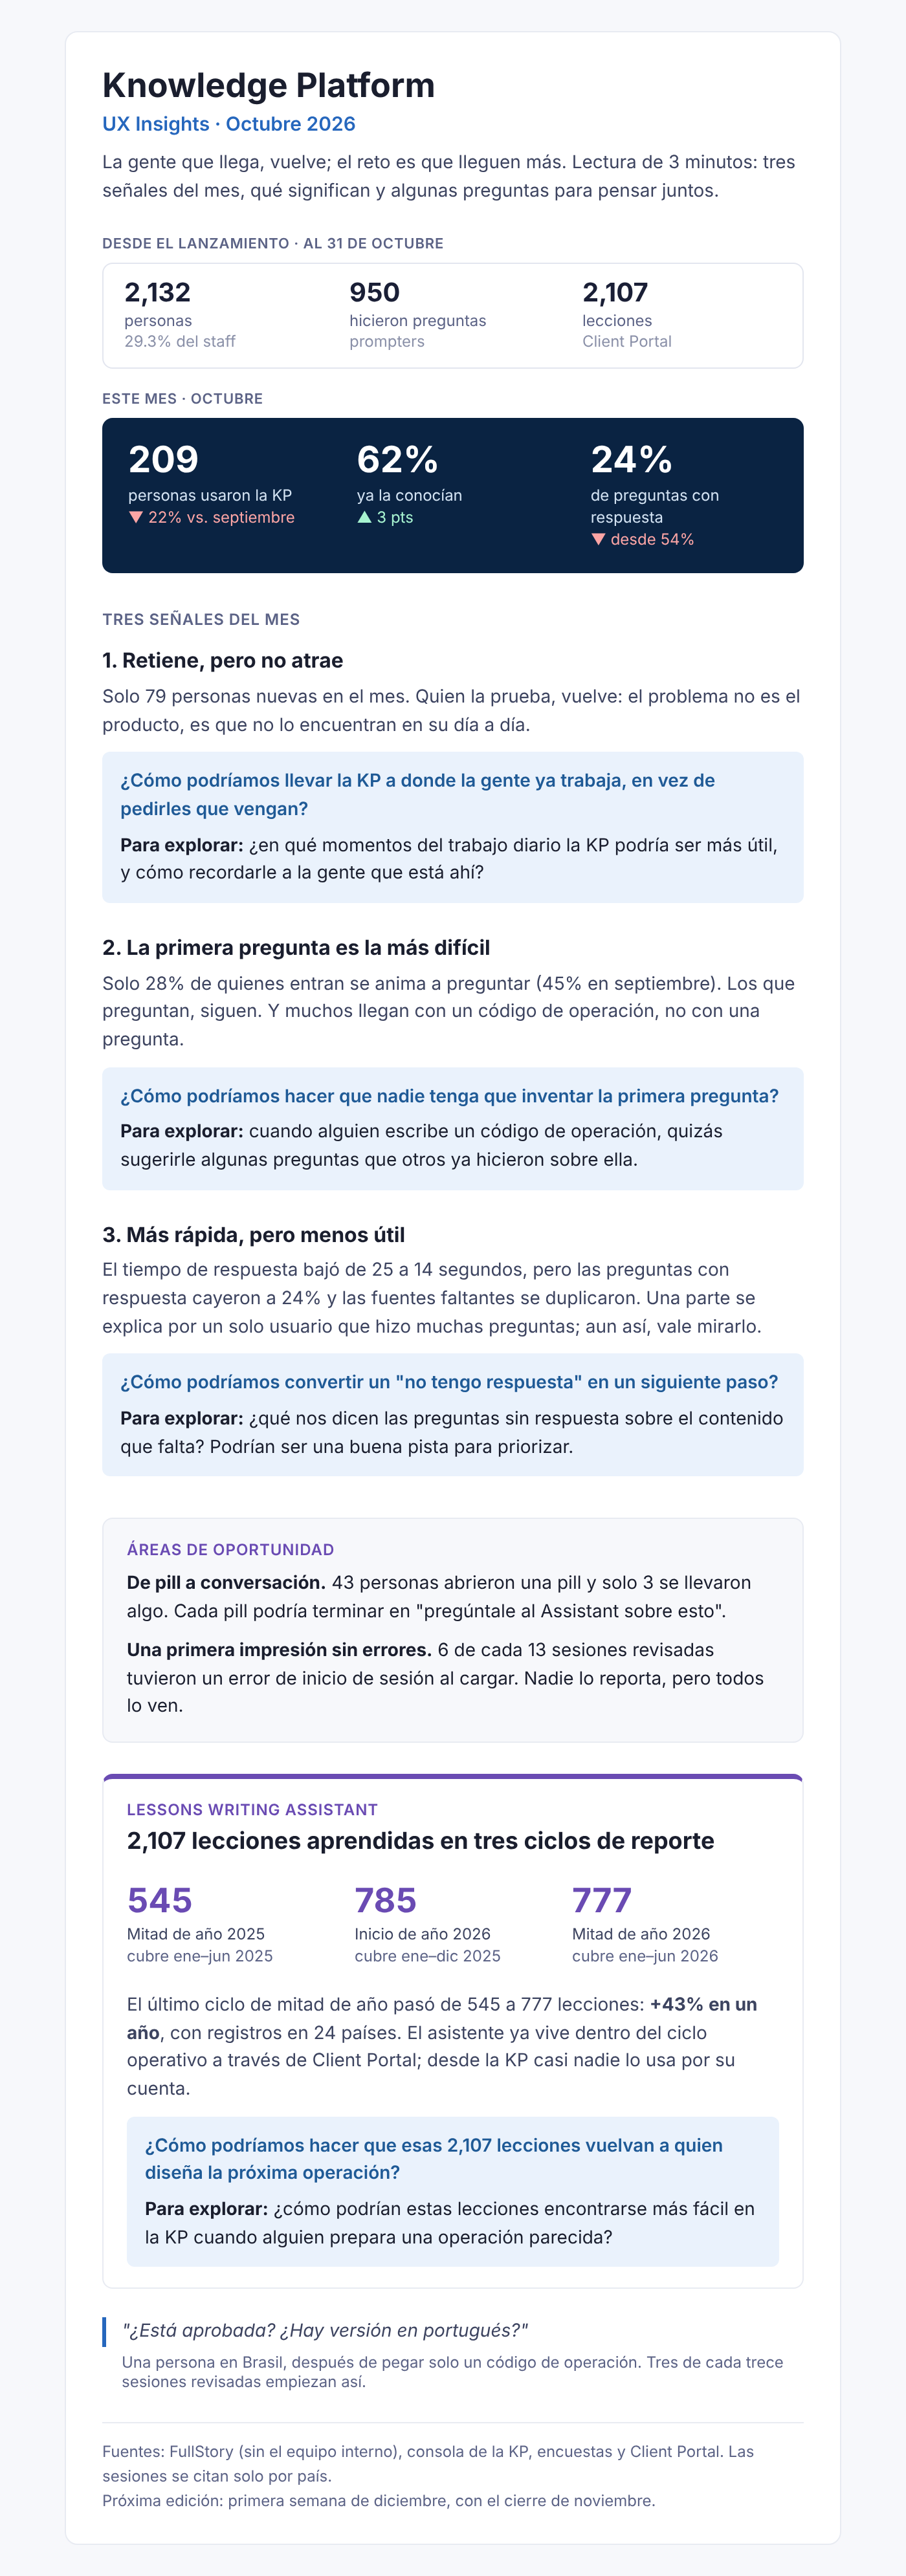 Knowledge Platform
UX Insights · Octubre 2026
La gente que llega, vuelve; el reto es que lleguen más. Lectura de 3 minutos: tres
señales del mes, qué significan y algunas preguntas para pensar juntos.
DESDE EL LANZAMIENTO · AL 31 DE OCTUBRE
2,132
personas
29.3% del staff
950
hicieron preguntas
prompters
2,107
lecciones
Client Portal
ESTE MES · OCTUBRE
209
personas usaron la KP
▼ 22% vs. septiembre
62%
ya la conocían
▲ 3 pts
24%
de preguntas con
respuesta
▼ desde 54%
TRES SEÑALES DEL MES
1. Retiene, pero no atrae
Solo 79 personas nuevas en el mes. Quien la prueba, vuelve: el problema no es el
producto, es que no lo encuentran en su día a día.
¿Cómo podríamos llevar la KP a donde la gente ya trabaja, en vez de
pedirles que vengan?
Para explorar: ¿en qué momentos del trabajo diario la KP podría ser más útil,
y cómo recordarle a la gente que está ahí?
2. La primera pregunta es la más difícil
Solo 28% de quienes entran se anima a preguntar (45% en septiembre). Los que
preguntan, siguen. Y muchos llegan con un código de operación, no con una
pregunta.
¿Cómo podríamos hacer que nadie tenga que inventar la primera pregunta?
Para explorar: cuando alguien escribe un código de operación, quizás
sugerirle algunas preguntas que otros ya hicieron sobre ella.
3. Más rápida, pero menos útil
El tiempo de respuesta bajó de 25 a 14 segundos, pero las preguntas con
respuesta cayeron a 24% y las fuentes faltantes se duplicaron. Una parte se
explica por un solo usuario que hizo muchas preguntas; aun así, vale mirarlo.
¿Cómo podríamos convertir un "no tengo respuesta" en un siguiente paso?
Para explorar: ¿qué nos dicen las preguntas sin respuesta sobre el contenido
que falta? Podrían ser una buena pista para priorizar.
ÁREAS DE OPORTUNIDAD
De pill a conversación. 43 personas abrieron una pill y solo 3 se llevaron
algo. Cada pill podría terminar en "pregúntale al Assistant sobre esto".
Una primera impresión sin errores. 6 de cada 13 sesiones revisadas
tuvieron un error de inicio de sesión al cargar. Nadie lo reporta, pero todos
lo ven.
LESSONS WRITING ASSISTANT
2,107 lecciones aprendidas en tres ciclos de reporte
545
Mitad de año 2025
cubre ene–jun 2025
785
Inicio de año 2026
cubre ene–dic 2025
777
Mitad de año 2026
cubre ene–jun 2026
El último ciclo de mitad de año pasó de 545 a 777 lecciones: +43% en un
año, con registros en 24 países. El asistente ya vive dentro del ciclo
operativo a través de Client Portal; desde la KP casi nadie lo usa por su
cuenta.
¿Cómo podríamos hacer que esas 2,107 lecciones vuelvan a quien
diseña la próxima operación?
Para explorar: ¿cómo podrían estas lecciones encontrarse más fácil en
la KP cuando alguien prepara una operación parecida?
"¿Está aprobada? ¿Hay versión en portugués?"
Una persona en Brasil, después de pegar solo un código de operación. Tres de cada trece
sesiones revisadas empiezan así.
Fuentes: FullStory (sin el equipo interno), consola de la KP, encuestas y Client Portal. Las
sesiones se citan solo por país.
Próxima edición: primera semana de diciembre, con el cierre de noviembre.